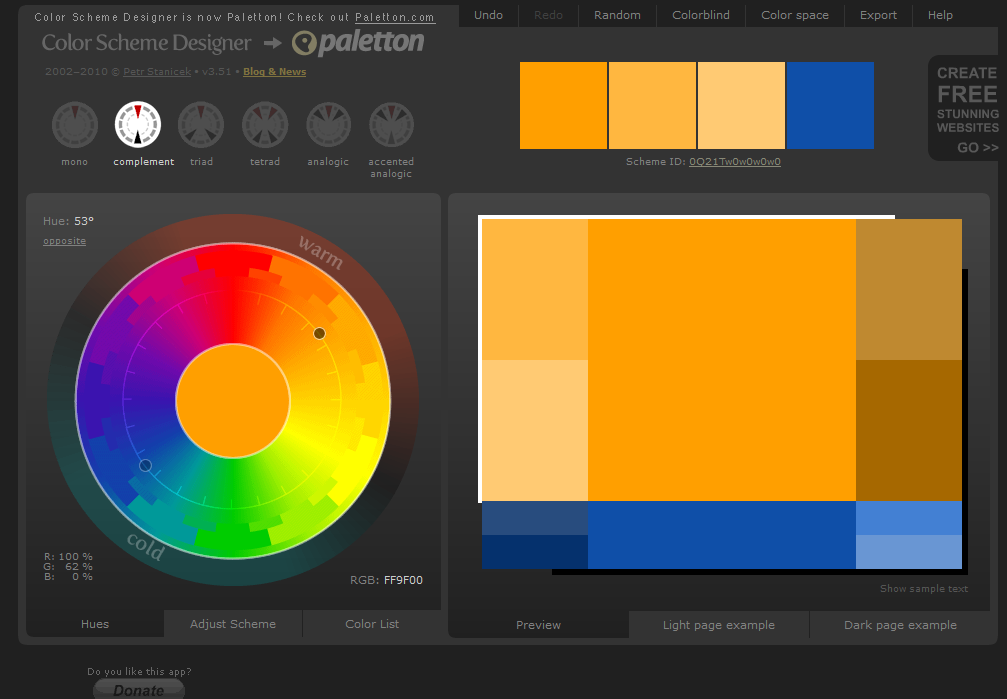 Color Scheme Designer is now Paletton! Check out Paletton.com
Undo
Redo
Random
Colorblind
Color space
Export
Help
Color Scheme Designer
paletton
2002–2010 © Petr Stanicek • v3.51 • Blog & News
CREATE
FREE
STUNNING
WEBSITES
GO >>
mono
complement
triad
tetrad
analogic
accented
analogic
Scheme ID: 0Q21Tw0w0w0w0
Hue: 53°
opposite
warm
cold
R: 100 %
G: 62 %
B: 0 %
RGB: FF9F00
Show sample text
Hues
Adjust Scheme
Color List
Preview
Light page example
Dark page example
Do you like this app?
Donate